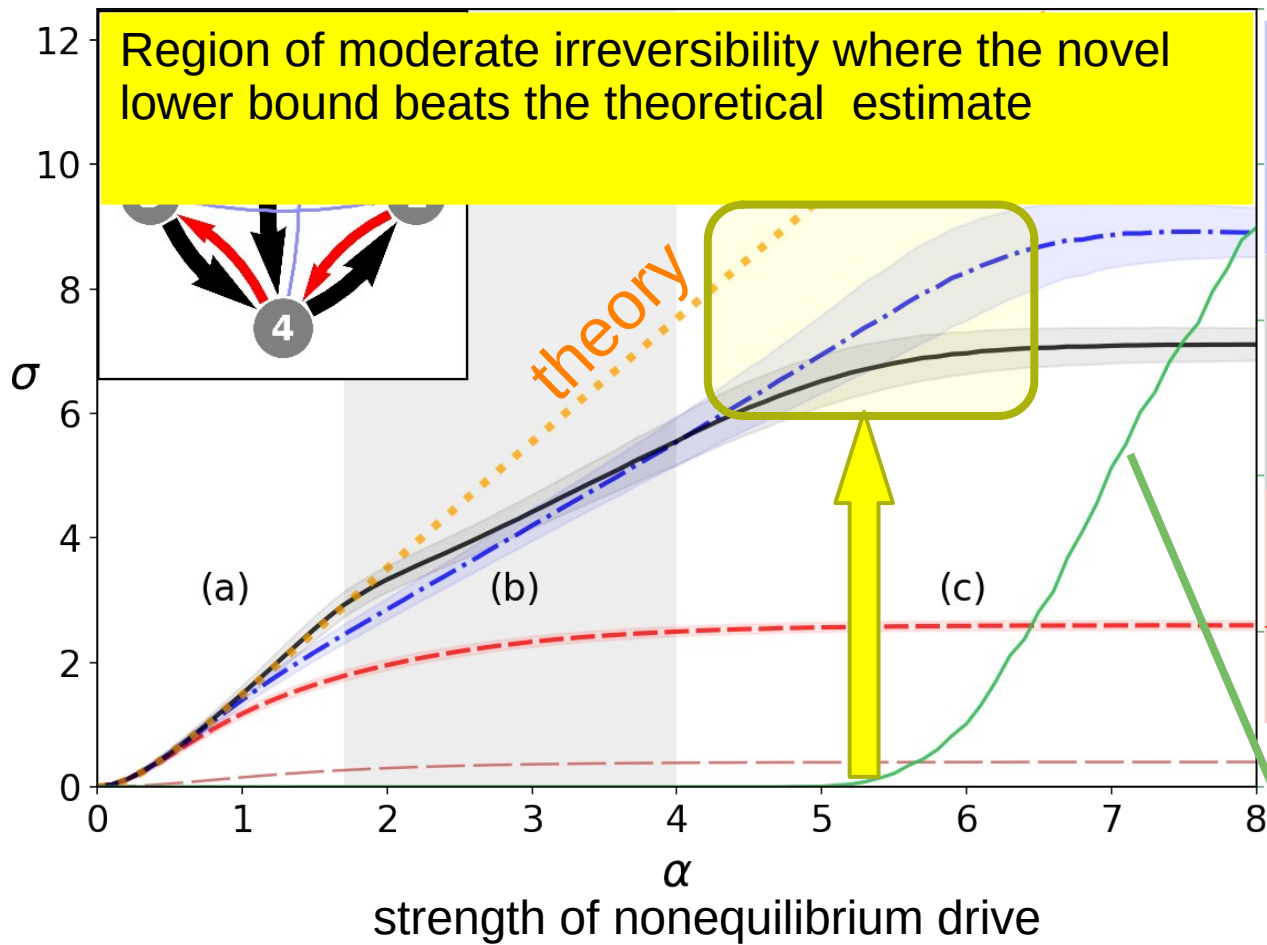 Region of moderate irreversibility where the novel
lower bound beats the theoretical estimate
12
10
8
6
4
2
0
σ
4
theory
(a)
(b)
(c)
0 1 2 3 4 5 6 7 8
α
strength of nonequilibrium drive